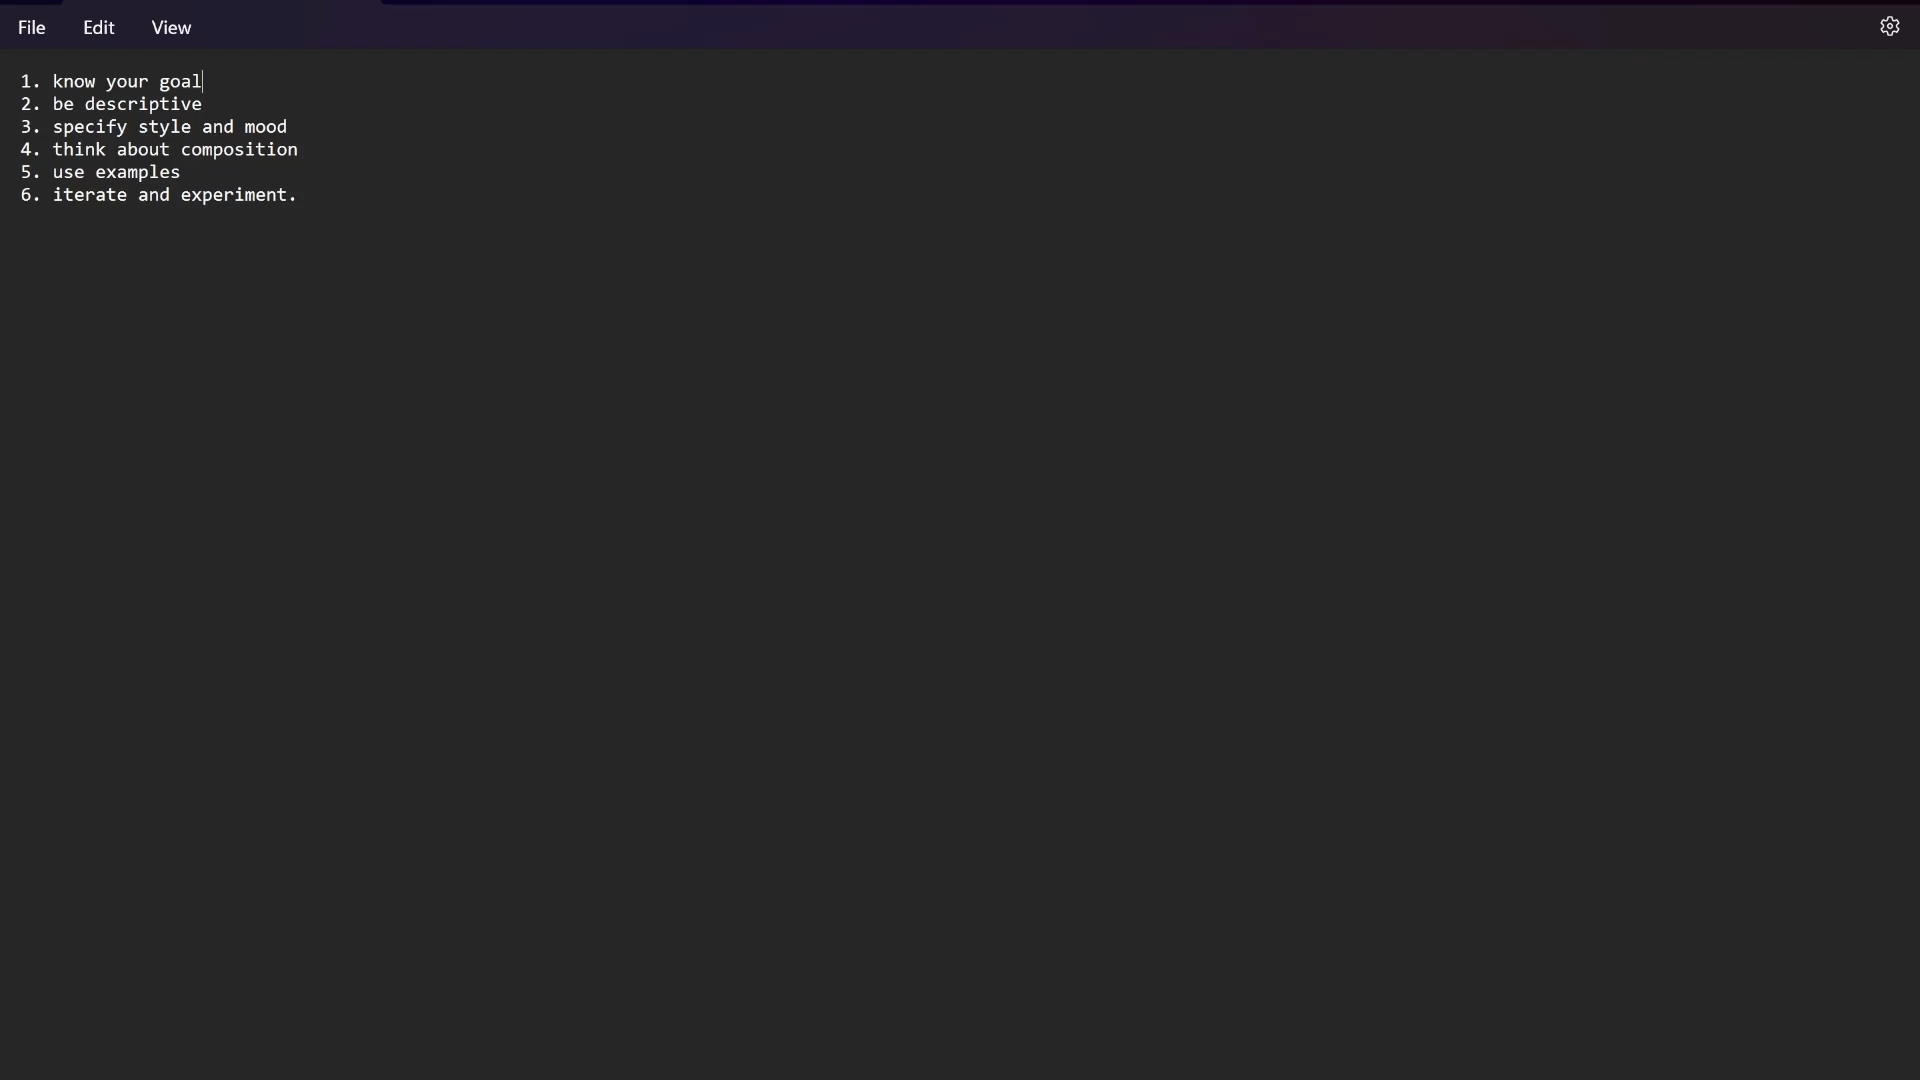 File Edit View
1. know your goal
2. be descriptive
3. specify style and mood
4. think about composition
5. use examples
6. iterate and experiment.